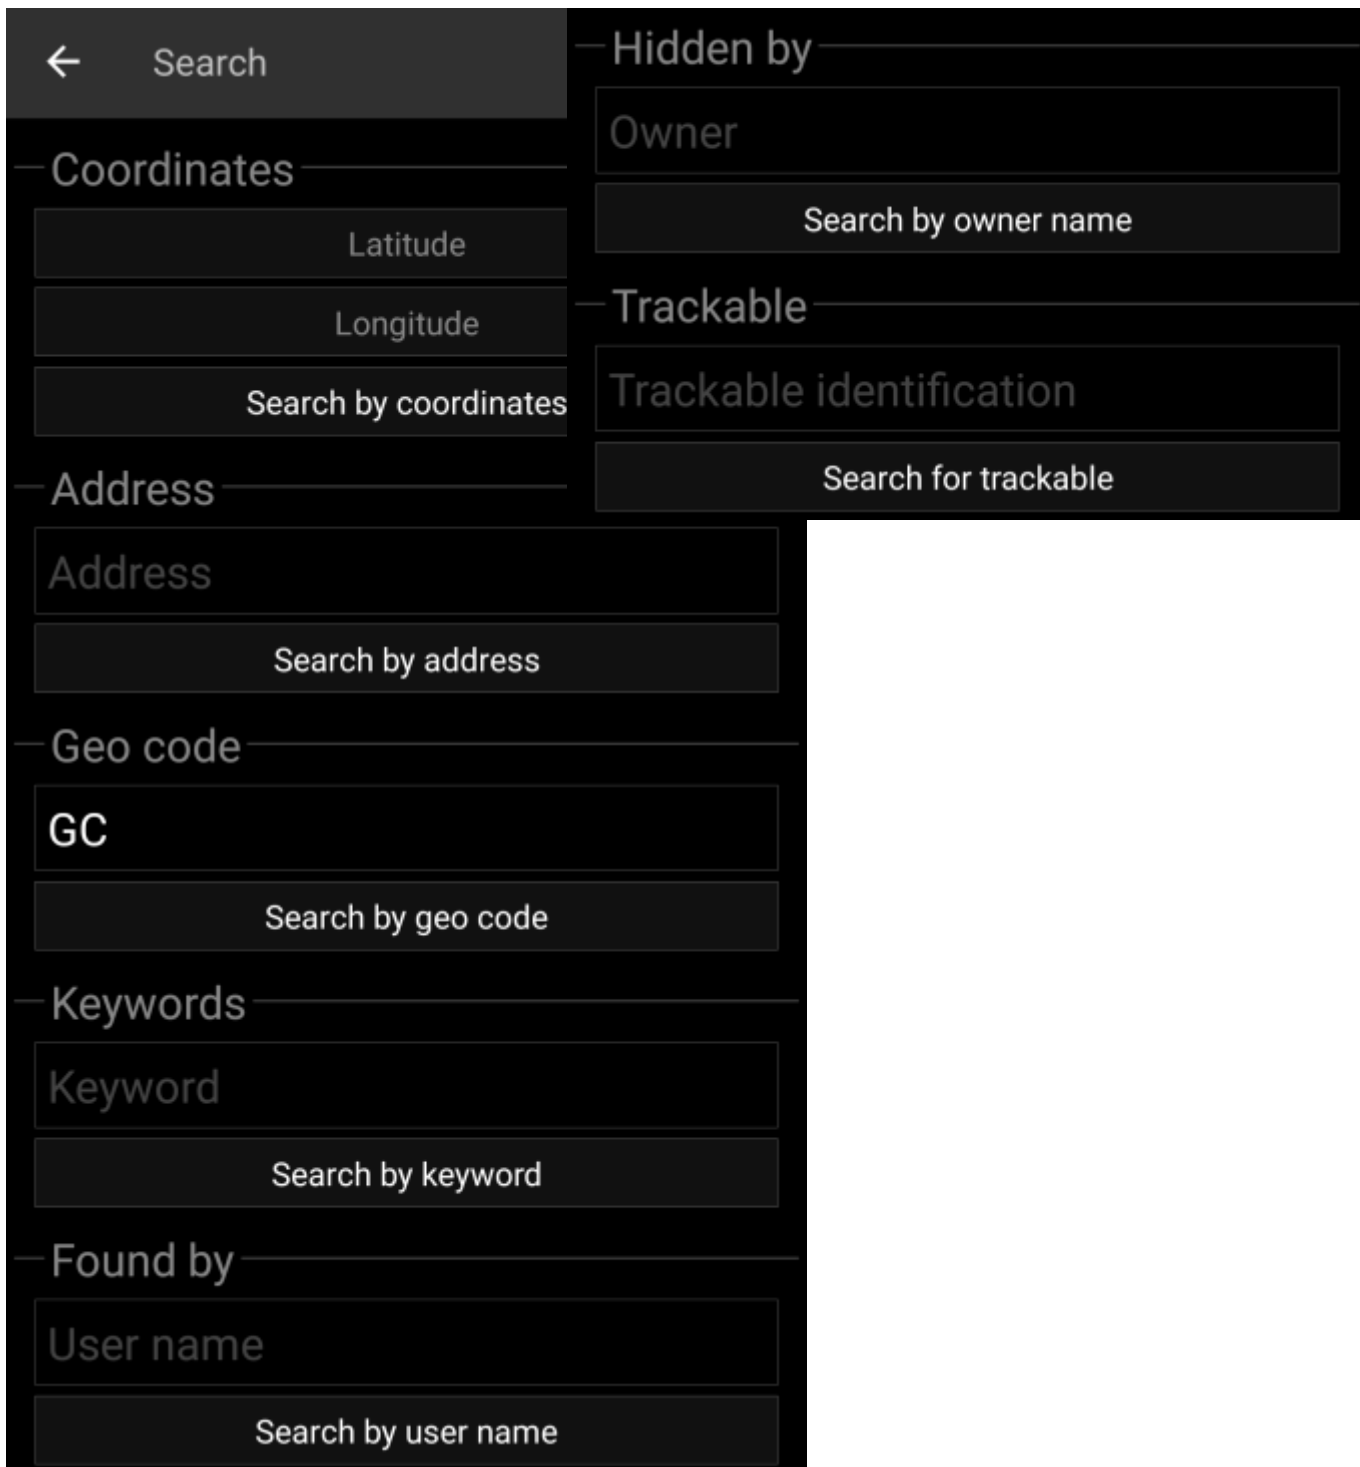 Search
Coordinates
Latitude
Longitude
Search by coordinates
Address
Address
Search by address
Geo code
GC
Search by geo code
Keywords
Keyword
Search by keyword
Found by
User name
Search by user name
Hidden by
Owner
Search by owner name
Trackable
Trackable identification
Search for trackable